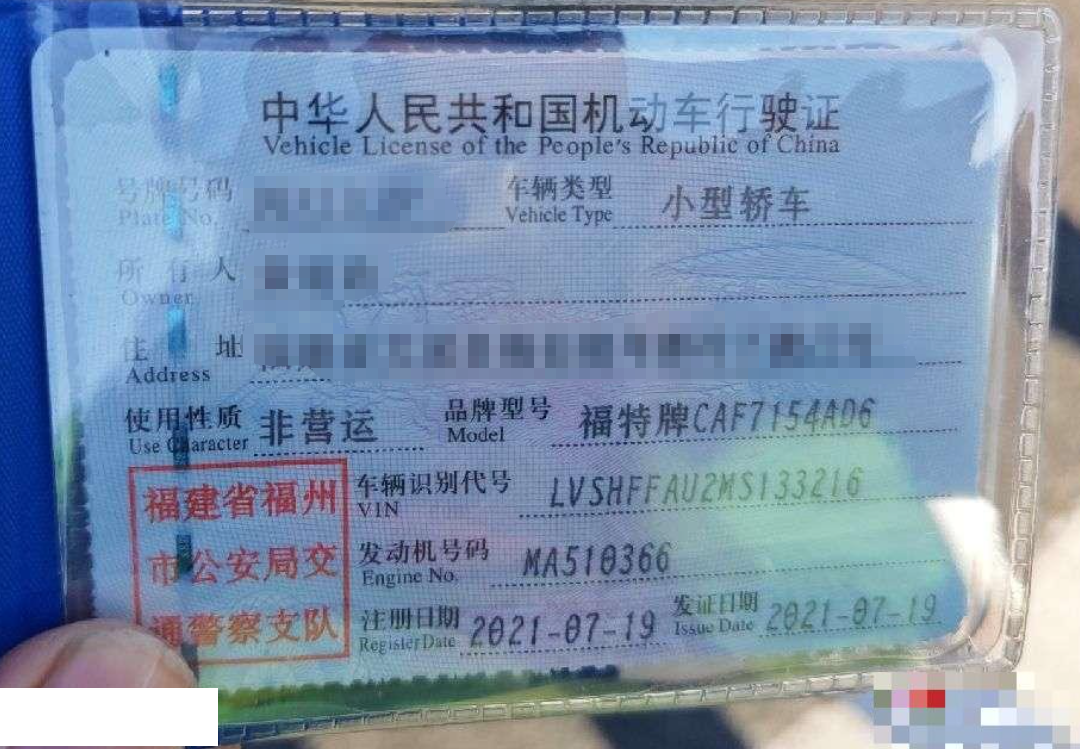 中华人民共和国机动车行驶证
Vehicle License of the People's Republic of China
号牌号码 车辆类型 小型轿车
Plate No. Vehicle Type
所有人
Owner
住址
Address
使用性质 非营运 品牌型号 福特牌CAF7154AD6
Use Character Model
福建省福州 车辆识别代号 LVSHFFAU2MS133216
VIN
市公安局交 发动机号码 MA510366
Engine No.
通警察支队 注册日期 2021-07-19 发证日期 2021-07-19
Register Date Issue Date